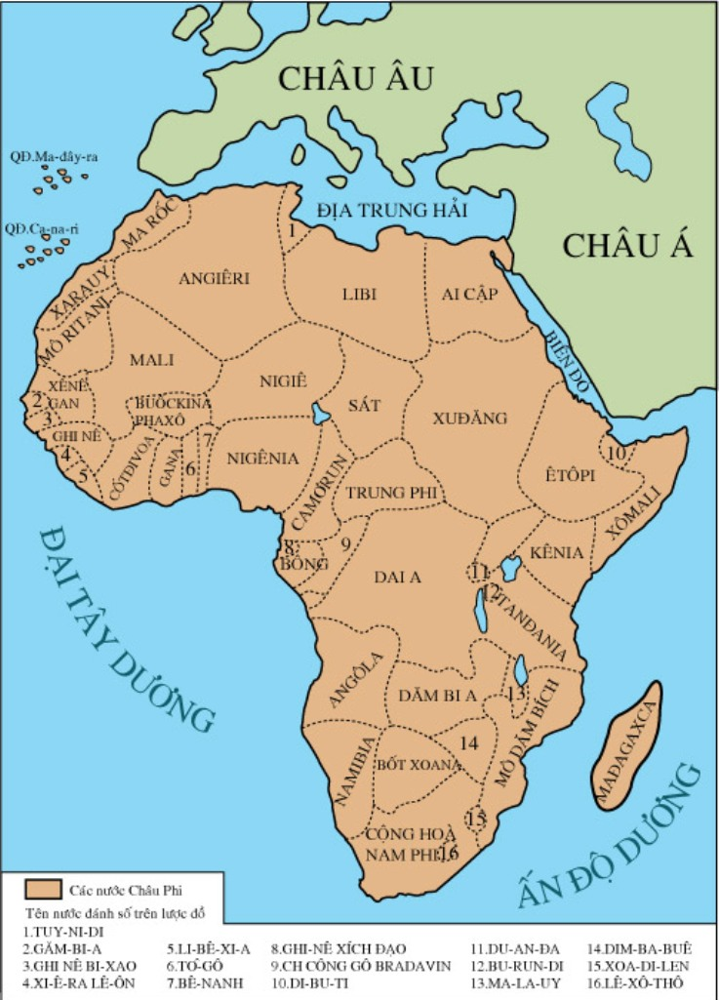 CHÂU ÂU
QĐ.Ma-đây-ra
QĐ.Ca-na-ri
ĐỊA TRUNG HẢI
CHÂU Á
MA RỐC
1
ANGIÊRI
LIBI
AI CẬP
XARAUY
MÔ RITANI
BIỂN ĐỎ
MALI
NIGIÊ
SÁT
XUĐĂNG
XÊNÊ
GAN
2
3
BUỐCKINA
PHAXÔ
GHI NÊ
4
5
CÔTĐIVOA
GANA
6
7
NIGÊNIA
CAMƠRUN
TRUNG PHI
ÊTÔPI
10
XÔMALI
8
BÔNG
9
DAI A
11
12
KÊNIA
TANĐANIA
ĐẠI TÂY DƯƠNG
ANGÔLA
DĂM BI A
13
MÔ DĂM BÍCH
14
NAMIBIA
BỐT XOANA
MADAGAXCA
15
CỘNG HOÀ
NAM PHI
16
ẤN ĐỘ DƯƠNG
Các nước Châu Phi
Tên nước đánh số trên lược đồ
1.TUY-NI-DI
2.GĂM-BI-A
3.GHI NÊ BI-XAO
4.XI-Ê-RA LÊ-ÔN
5.LI-BÊ-XI-A
6.TÔ-GÔ
7.BÊ-NANH
8.GHI-NÊ XÍCH ĐẠO
9.CH CÔNG GÔ BRADAVIN
10.DI-BU-TI
11.DU-AN-ĐA
12.BU-RUN-DI
13.MA-LA-UY
14.DIM-BA-BUÊ
15.XOA-DI-LEN
16.LÊ-XÔ-THÔ